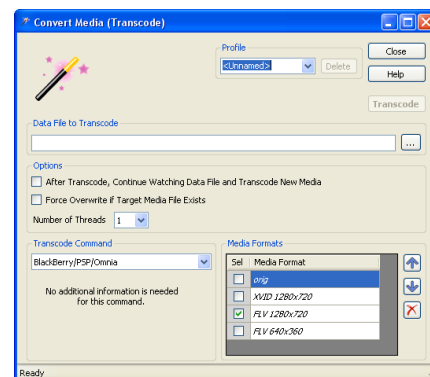 Convert Media (Transcode)
Profile
<Unnamed>
Delete
Close
Help
Transcode
Data File to Transcode
...
Options
After Transcode, Continue Watching Data File and Transcode New Media
Force Overwrite if Target Media File Exists
Number of Threads 1
Transcode Command
BlackBerry/PSP/Omnia
No additional information is needed
for this command.
Media Formats
Sel Media Format
orig
XVID 1280x720
FLV 1280x720
FLV 640x360
Ready